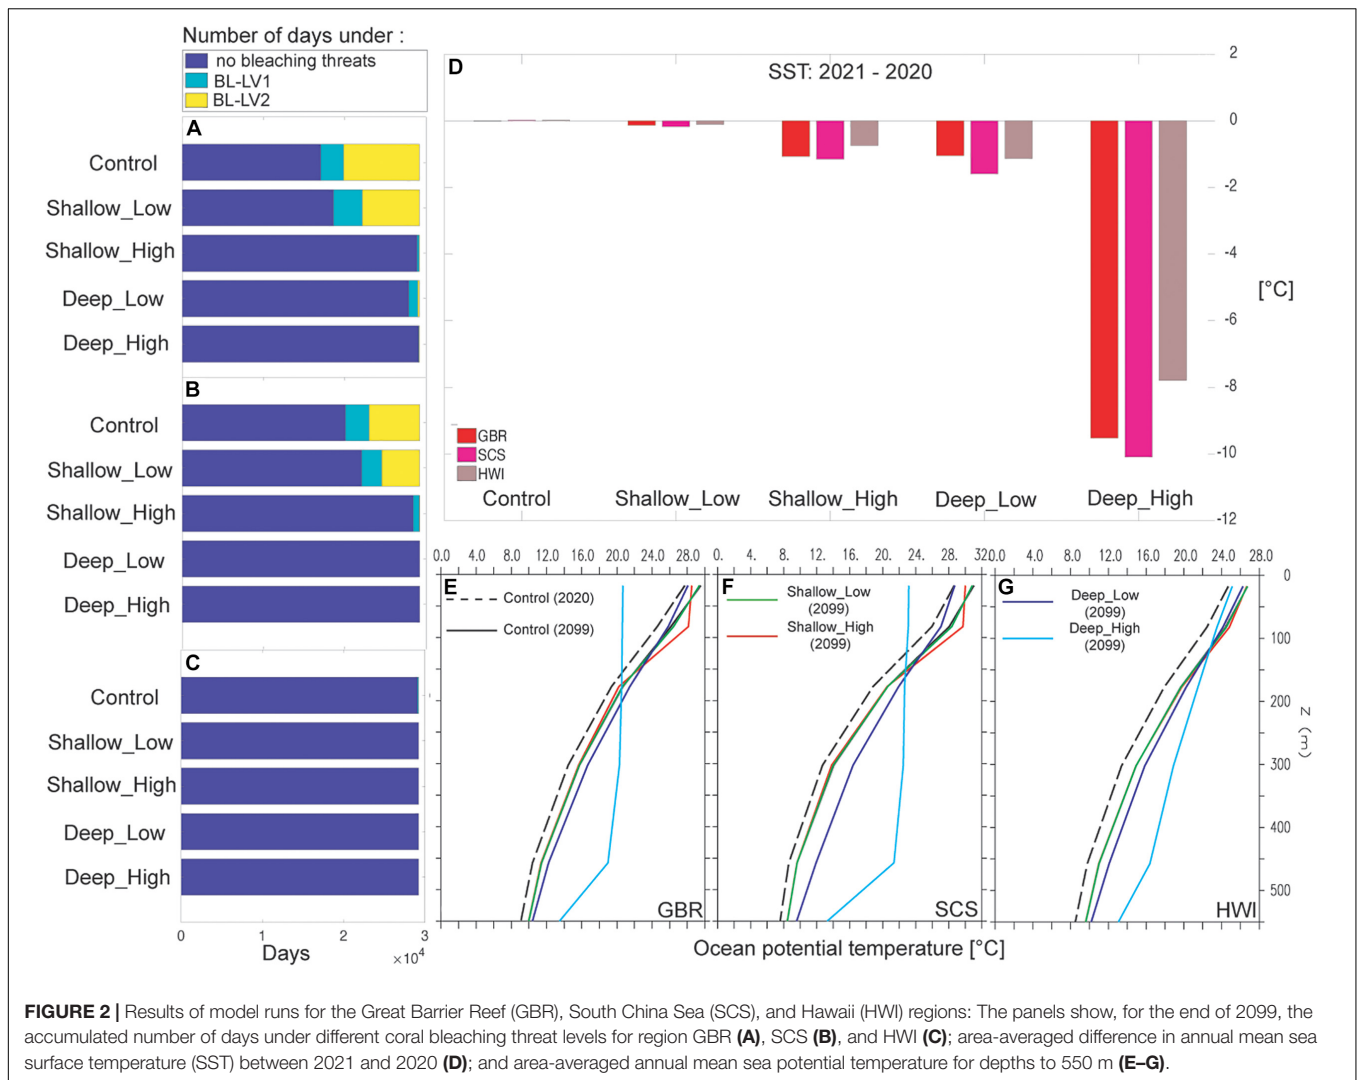 Number of days under :
no bleaching threats
BL-LV1
BL-LV2
A
Control
Shallow_Low
Shallow_High
Deep_Low
Deep_High
B
Control
Shallow_Low
Shallow_High
Deep_Low
Deep_High
C
Control
Shallow_Low
Shallow_High
Deep_Low
Deep_High
0 1 2 3
Days ×10⁴
D
SST: 2021 - 2020
2
0
-2
-4
[°C]
-6
-8
-10
-12
GBR
SCS
HWI
Control Shallow_Low Shallow_High Deep_Low Deep_High
0.0 4.0 8.0 12.0 16.0 20.0 24.0 28.0 0. 4.0 8.0 12. 16. 20. 24. 28. 320.0 4.0 8.0 12.0 16.0 20.0 24.0 28.0
E
Control (2020)
Control (2099)
GBR
F
Shallow_Low
(2099)
Shallow_High
(2099)
SCS
G
Deep_Low
(2099)
Deep_High
(2099)
HWI
0
100
200
300
400
500
Z (m)
Ocean potential temperature [°C]
FIGURE 2 | Results of model runs for the Great Barrier Reef (GBR), South China Sea (SCS), and Hawaii (HWI) regions: The panels show, for the end of 2099, the
accumulated number of days under different coral bleaching threat levels for region GBR (A), SCS (B), and HWI (C); area-averaged difference in annual mean sea
surface temperature (SST) between 2021 and 2020 (D); and area-averaged annual mean sea potential temperature for depths to 550 m (E–G).